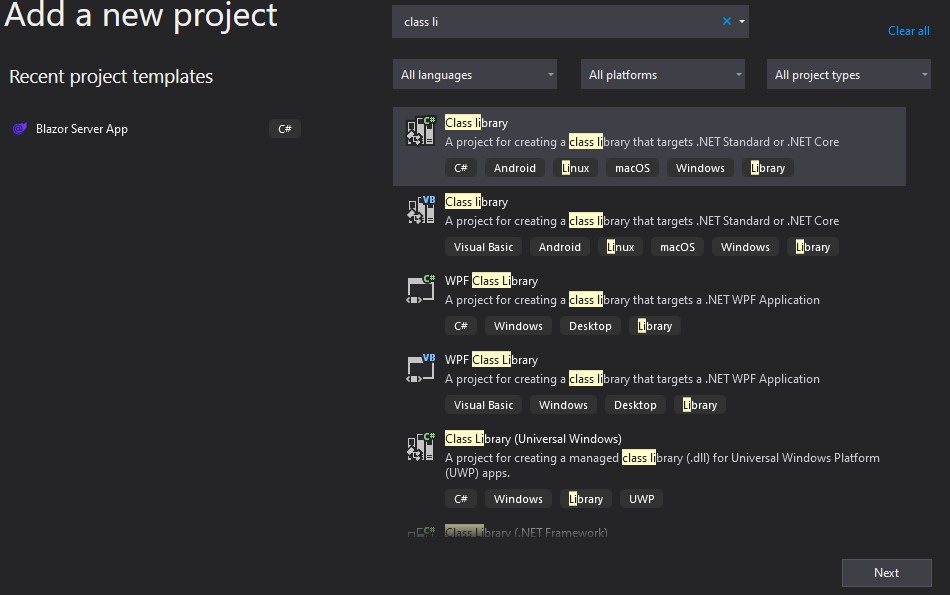 Add a new project
class li
Clear all
Recent project templates
All languages
All platforms
All project types
Blazor Server App
C#
C#
Class library
A project for creating a class library that targets .NET Standard or .NET Core
C# Android Linux macOS Windows Library
VB
Class library
A project for creating a class library that targets .NET Standard or .NET Core
Visual Basic Android Linux macOS Windows Library
C#
WPF Class Library
A project for creating a class library that targets a .NET WPF Application
C# Windows Desktop Library
VB
WPF Class Library
A project for creating a class library that targets a .NET WPF Application
Visual Basic Windows Desktop Library
C#
Class Library (Universal Windows)
A project for creating a managed class library (.dll) for Universal Windows Platform
(UWP) apps.
C# Windows Library UWP
C#
Class Library (.NET Framework)
Next